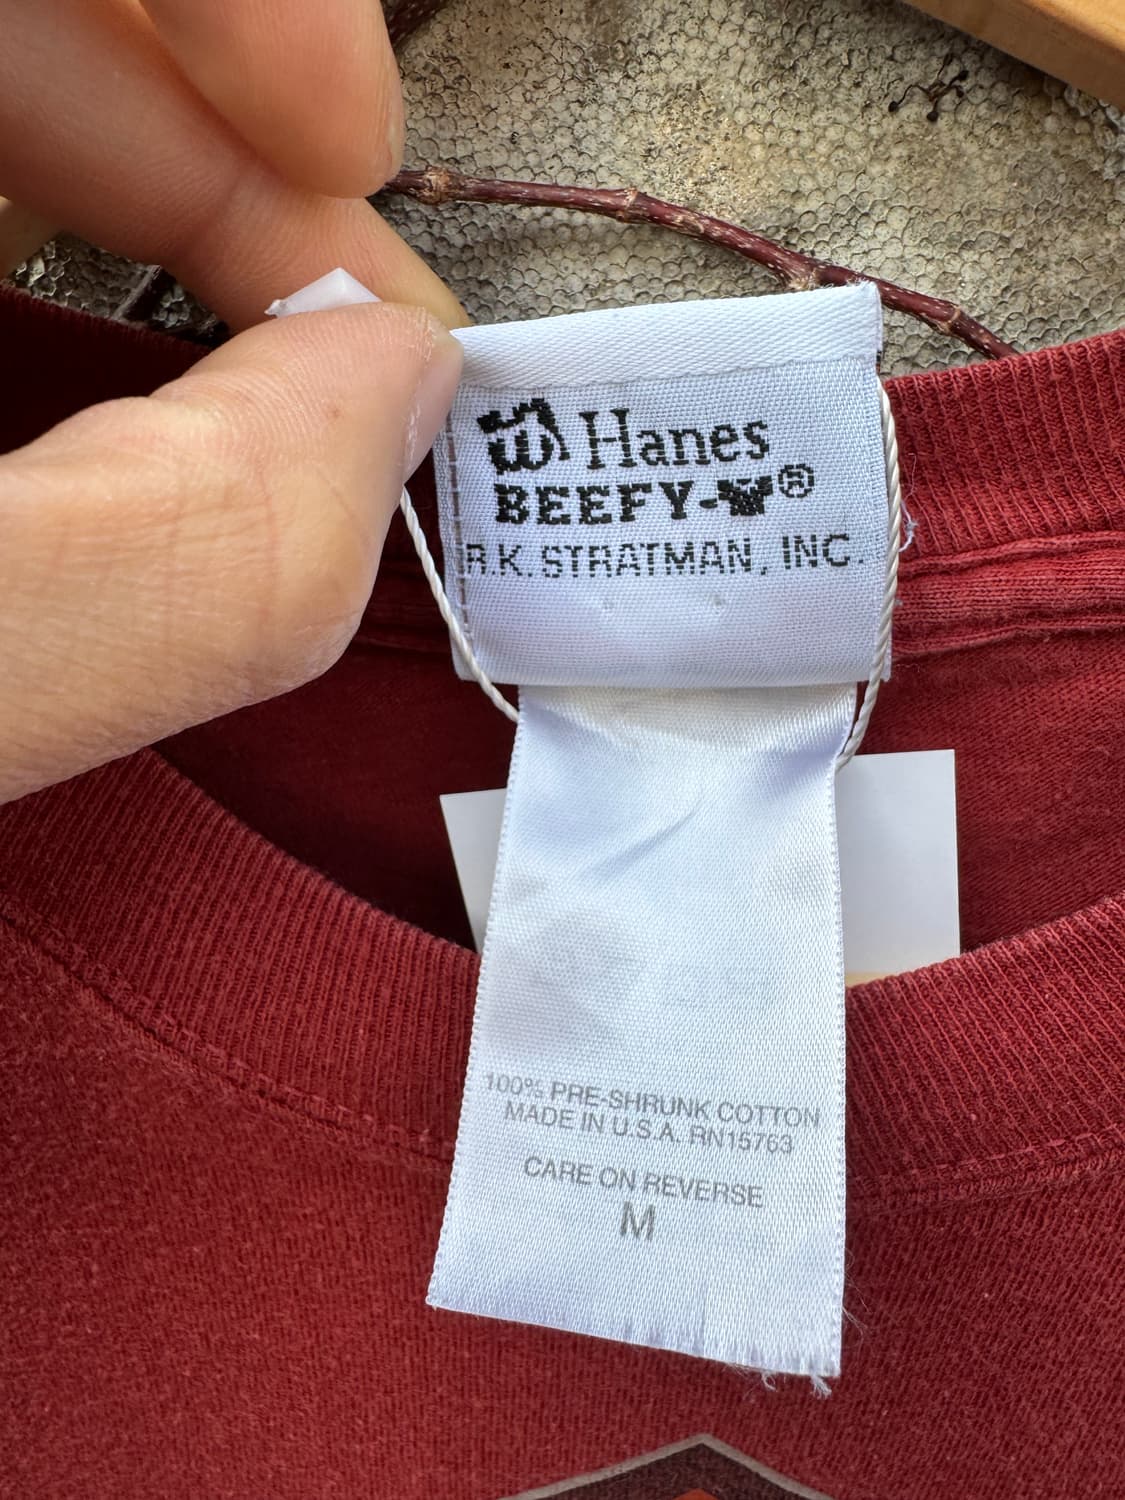 Hanes
BEEFY-T®
R.K. STRATMAN, INC.
100% PRE-SHRUNK COTTON
MADE IN U.S.A. RN15763
CARE ON REVERSE
M